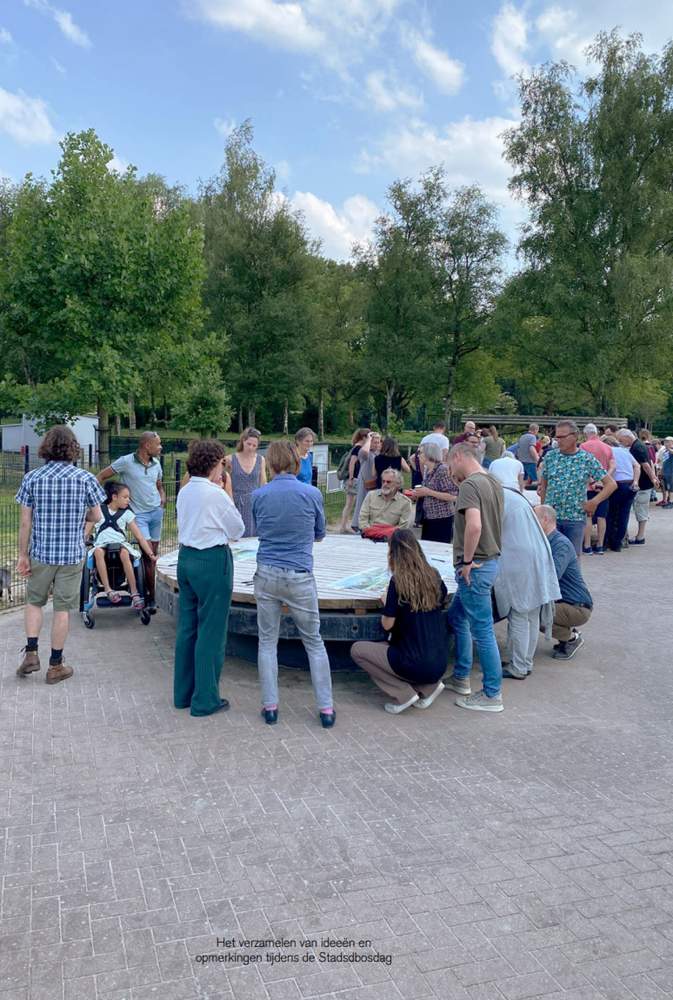 Het verzamelen van ideeën en
opmerkingen tijdens de Stadsdbosdag